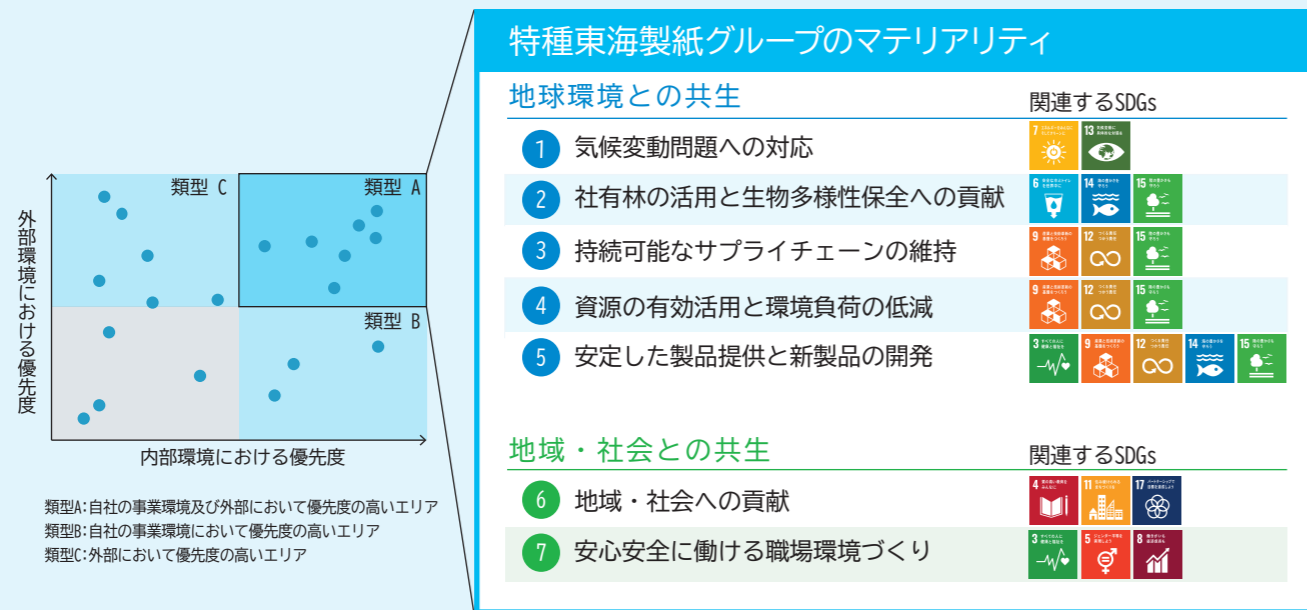 特種東海製紙グループのマテリアリティ
地球環境との共生
関連するSDGs
1 気候変動問題への対応
7
13
2 社有林の活用と生物多様性保全への貢献
6
14
15
3 持続可能なサプライチェーンの維持
9
12
15
4 資源の有効活用と環境負荷の低減
9
12
15
5 安定した製品提供と新製品の開発
3
9
12
14
15
地域・社会との共生
関連するSDGs
6 地域・社会への貢献
4
11
17
7 安心安全に働ける職場環境づくり
3
5
8
類型 C
類型 A
類型 B
外部環境における優先度
内部環境における優先度
類型A:自社の事業環境及び外部において優先度の高いエリア
類型B:自社の事業環境において優先度の高いエリア
類型C:外部において優先度の高いエリア